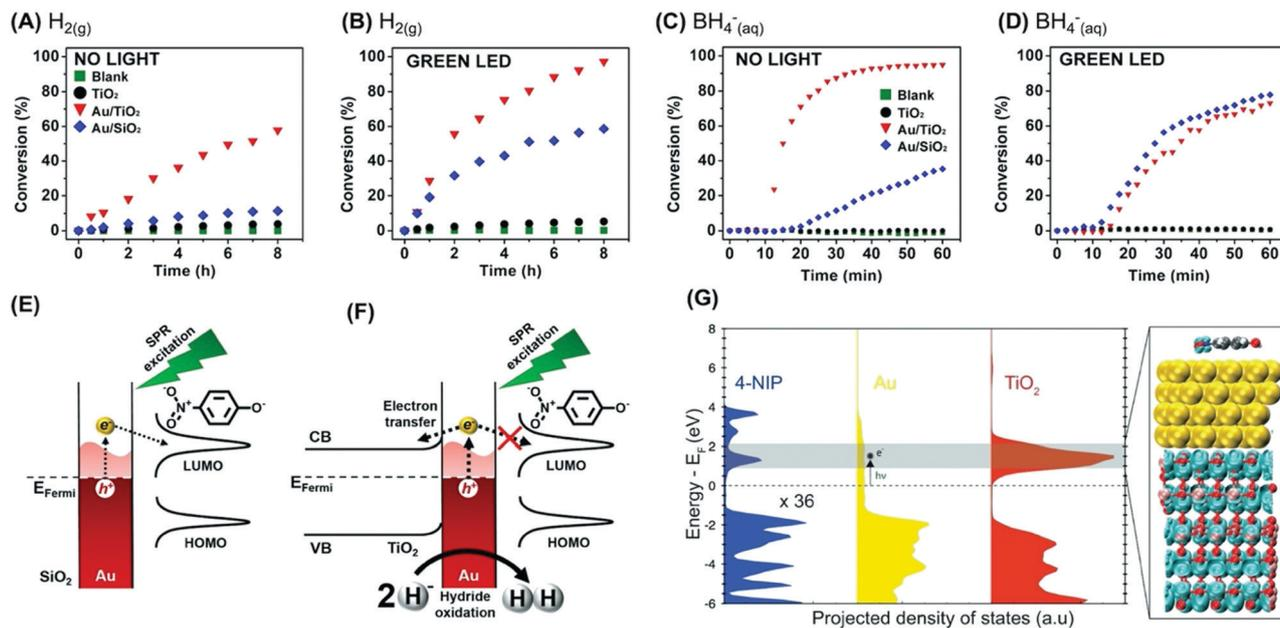 (A) H₂(g)
NO LIGHT
Blank
TiO₂
Au/TiO₂
Au/SiO₂
Conversion (%)
100
80
60
40
20
0
0 2 4 6 8
Time (h)
(B) H₂(g)
GREEN LED
Conversion (%)
100
80
60
40
20
0
0 2 4 6 8
Time (h)
(C) BH₄⁻(aq)
NO LIGHT
Blank
TiO₂
Au/TiO₂
Au/SiO₂
Conversion (%)
100
80
60
40
20
0
0 10 20 30 40 50 60
Time (min)
(D) BH₄⁻(aq)
GREEN LED
Conversion (%)
100
80
60
40
20
0
0 10 20 30 40 50 60
Time (min)
(E)
SPR
excitation
⁻O
N⁺
O
O⁻
e⁻
LUMO
E_Fermi
h⁺
HOMO
SiO₂
Au
(F)
SPR
excitation
⁻O
N⁺
O
O⁻
Electron
transfer
e⁻
CB
LUMO
E_Fermi
h⁺
HOMO
VB
TiO₂
Au
2 H⁻
Hydride
oxidation
H H
(G)
Energy - E_F (eV)
8
6
4
2
0
-2
-4
-6
4-NIP
Au
TiO₂
e⁻
hν
x 36
Projected density of states (a.u)